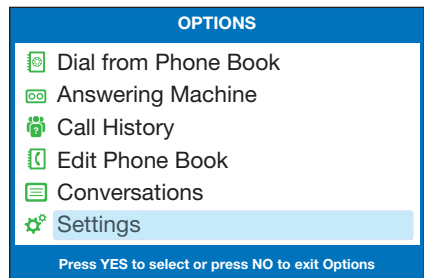 OPTIONS
Dial from Phone Book
Answering Machine
Call History
Edit Phone Book
Conversations
Settings
Press YES to select or press NO to exit Options